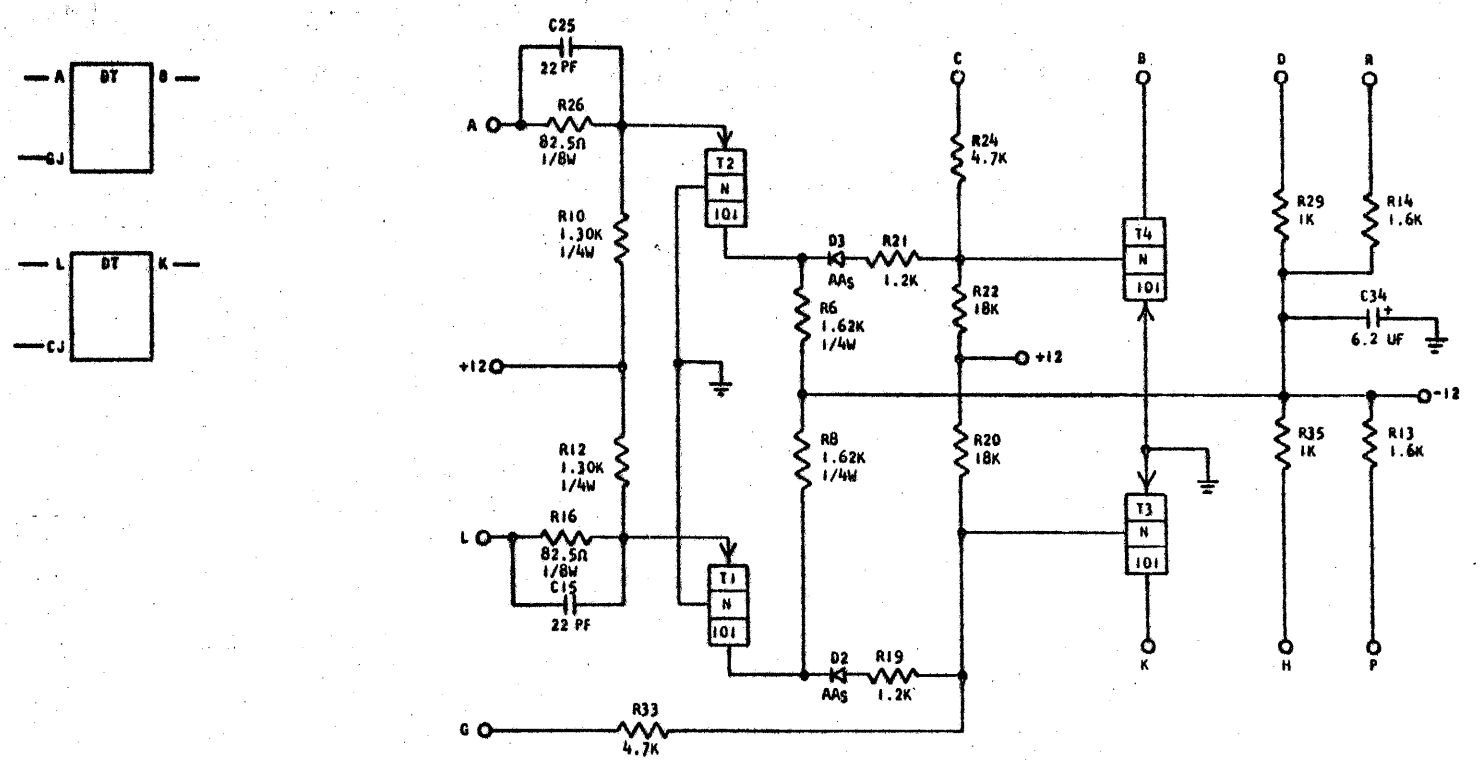 A DT B
GJ
L DT K
CJ
C25
22 PF
A
R26
82.5Ω
1/8W
T2
N
101
R10
1.30K
1/4W
+12
R12
1.30K
1/4W
L
R16
82.5Ω
1/8W
C15
22 PF
T1
N
101
G
R33
4.7K
D3
AAS
R21
1.2K
R6
1.62K
1/4W
R8
1.62K
1/4W
D2
AAS
R19
1.2K
C
R24
4.7K
R22
18K
+12
R20
18K
B
T4
N
101
T3
N
101
K
D
R29
1K
R
R14
1.6K
C34
+
6.2 UF
-12
R35
1K
R13
1.6K
H
P